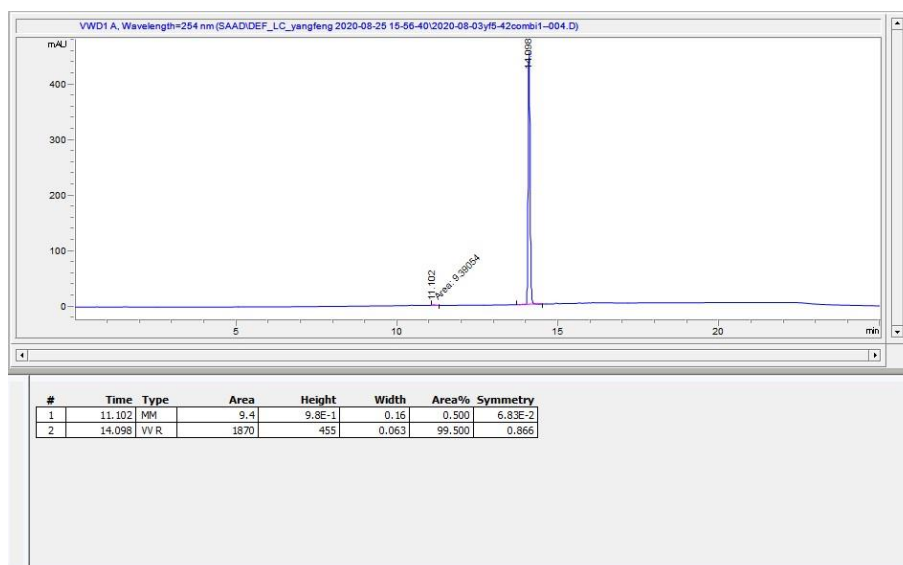 VWD1 A, Wavelength=254 nm (SAAD\DEF_LC_yangfeng 2020-08-25 15-56-40\2020-08-03yf5-42combi1--004.D)
mAU
14.098
400
300
200
100
0
11.102
Area: 9.39054
5 10 15 20 min
# Time Type Area Height Width Area% Symmetry
1 11.102 MM 9.4 9.8E-1 0.16 0.500 6.83E-2
2 14.098 VV R 1870 455 0.063 99.500 0.866